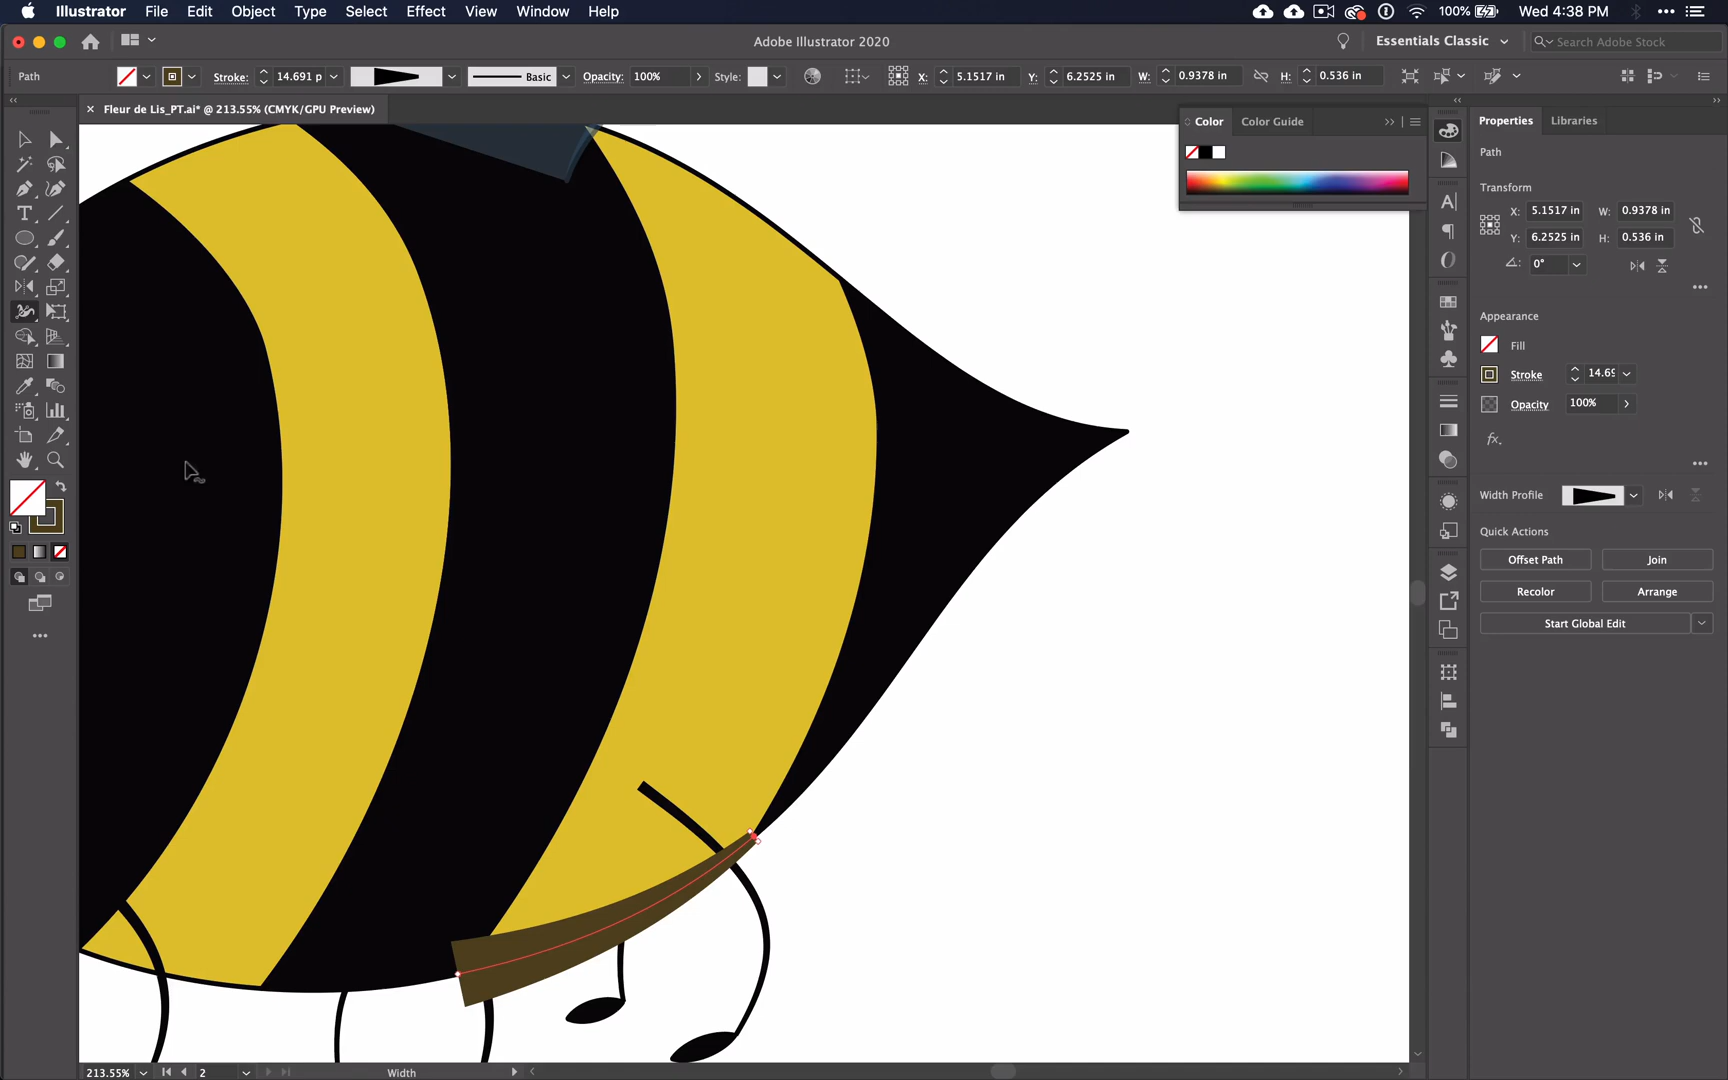 Illustrator File Edit Object Type Select Effect View Window Help 100% Wed 4:38 PM
Adobe Illustrator 2020 Essentials Classic Search Adobe Stock
Path Stroke: 14.691 p Basic Opacity: 100% Style: X: 5.1517 in Y: 6.2525 in W: 0.9378 in H: 0.536 in
Fleur de Lis_PT.ai* @ 213.55% (CMYK/GPU Preview)
Color Color Guide
Properties Libraries
Path
Transform
X: 5.1517 in W: 0.9378 in
Y: 6.2525 in H: 0.536 in
0°
Appearance
Fill
Stroke 14.69
Opacity 100%
fx.
Width Profile
Quick Actions
Offset Path Join
Recolor Arrange
Start Global Edit
213.55% 2 Width